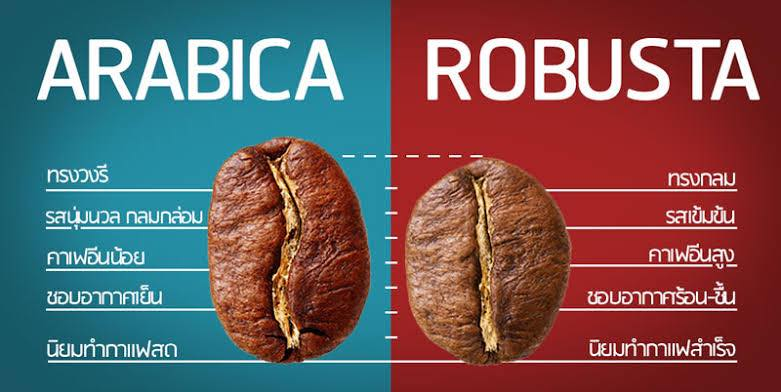 ARABICA
ทรงวงรี
รสนุ่มนวล กลมกล่อม
คาเฟอีนน้อย
ชอบอากาศเย็น
นิยมทำกาแฟสด
ROBUSTA
ทรงกลม
รสเข้มข้น
คาเฟอีนสูง
ชอบอากาศร้อน-ชื้น
นิยมทำกาแฟสำเร็จ